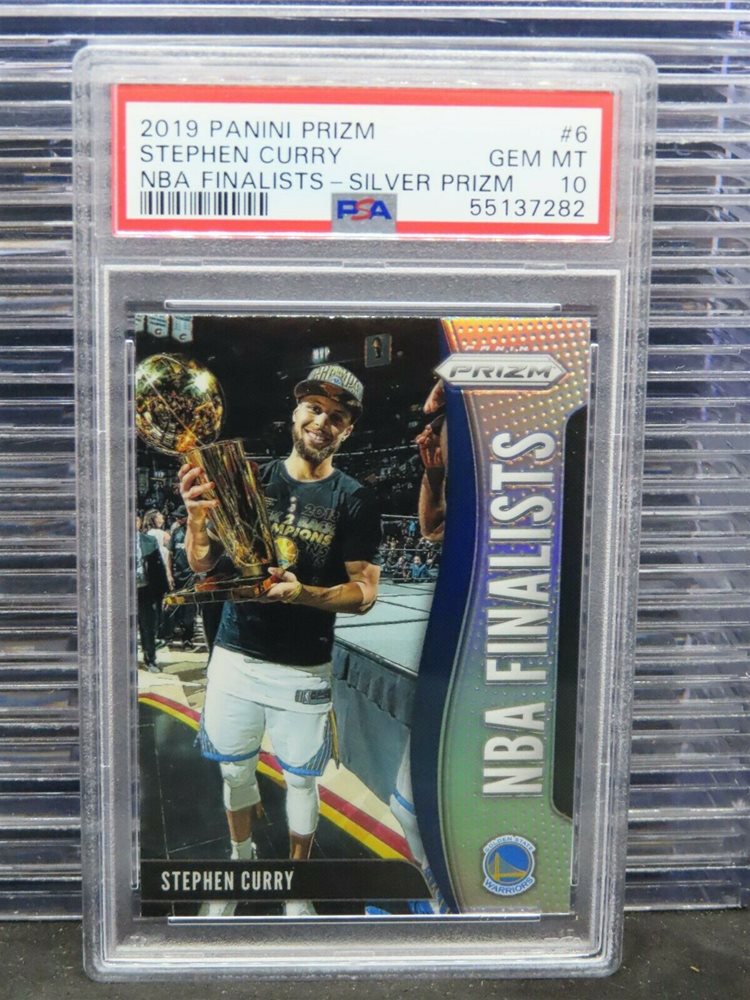 2019 PANINI PRIZM #6
STEPHEN CURRY GEM MT
NBA FINALISTS - SILVER PRIZM 10
PSA 55137282
PANINI
PRIZM
NBA FINALISTS
GOLDEN STATE
WARRIORS
STEPHEN CURRY